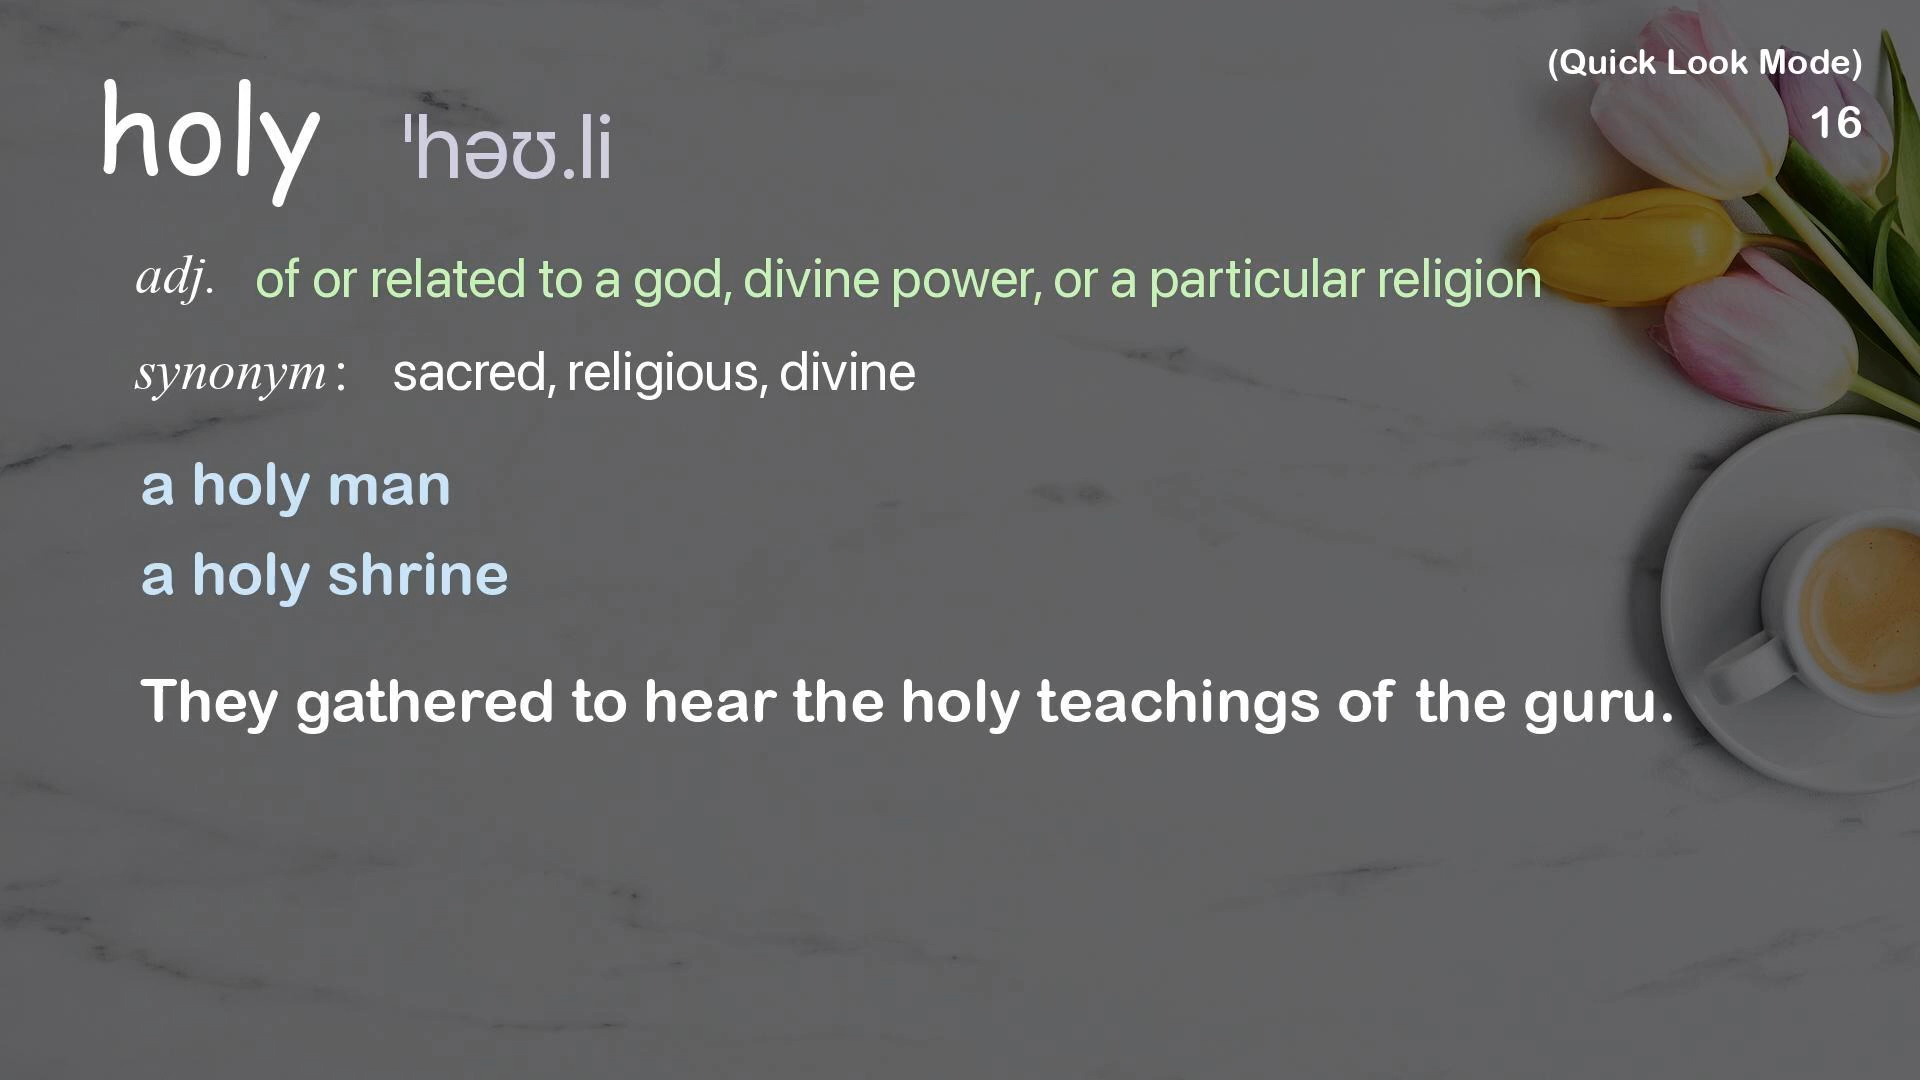 (Quick Look Mode)
16
holy ˈhəʊ.li
adj. of or related to a god, divine power, or a particular religion
synonym: sacred, religious, divine
a holy man
a holy shrine
They gathered to hear the holy teachings of the guru.